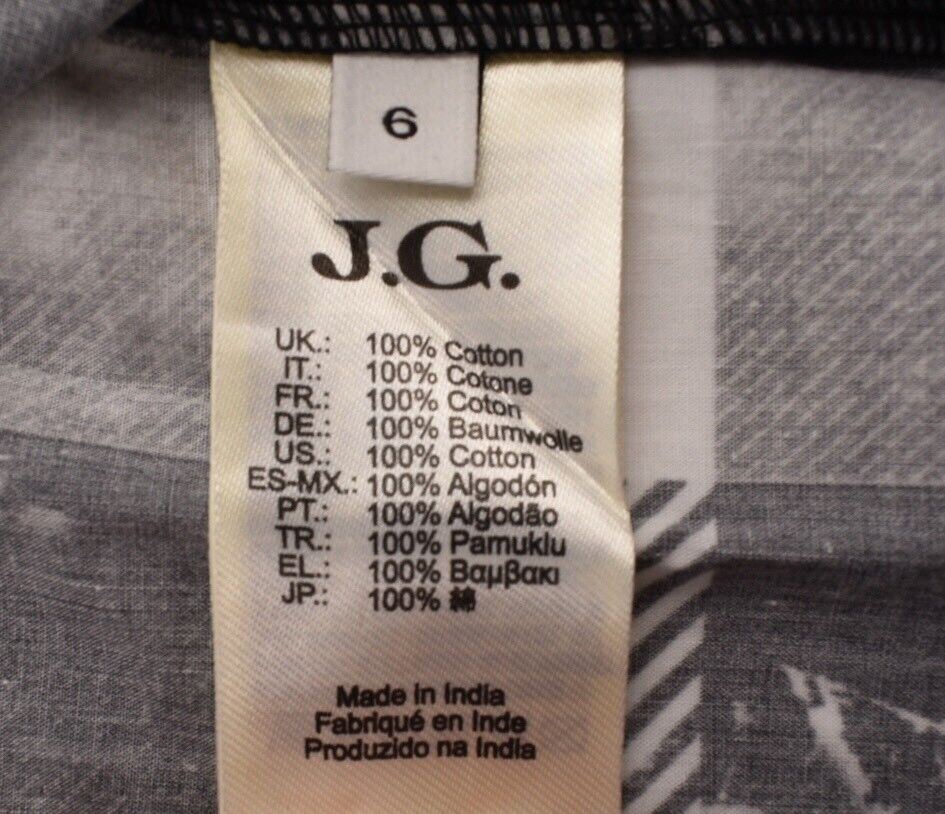 6
J.G.
UK.: 100% Cotton
IT.: 100% Cotone
FR.: 100% Coton
DE.: 100% Baumwolle
US.: 100% Cotton
ES-MX.: 100% Algodón
PT.: 100% Algodão
TR.: 100% Pamuklu
EL.: 100% Βαμβακι
JP.: 100% 綿
Made in India
Fabriqué en Inde
Produzido na India